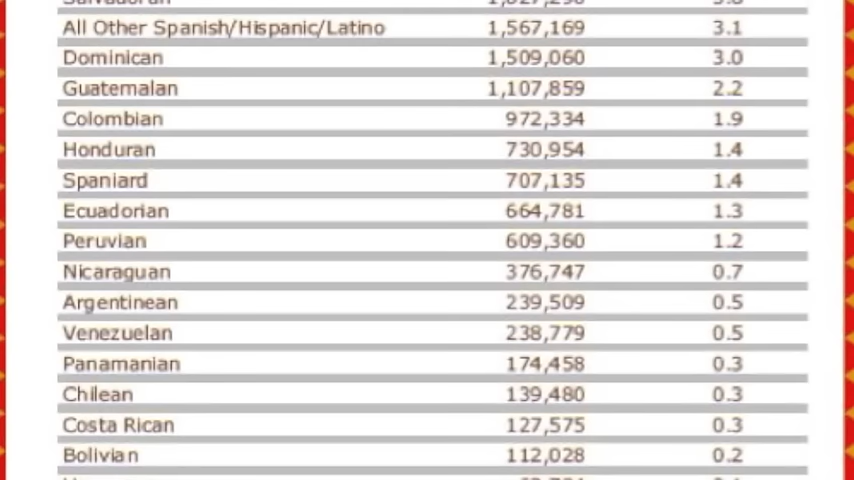 All Other Spanish/Hispanic/Latino 1,567,169 3.1
Dominican 1,509,060 3.0
Guatemalan 1,107,859 2.2
Colombian 972,334 1.9
Honduran 730,954 1.4
Spaniard 707,135 1.4
Ecuadorian 664,781 1.3
Peruvian 609,360 1.2
Nicaraguan 376,747 0.7
Argentinean 239,509 0.5
Venezuelan 238,779 0.5
Panamanian 174,458 0.3
Chilean 139,480 0.3
Costa Rican 127,575 0.3
Bolivian 112,028 0.2